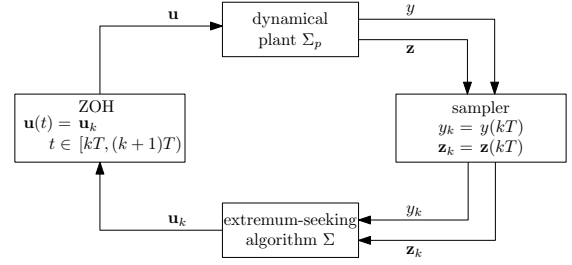 u
dynamical
plant Σ_p
y
z
ZOH
u(t) = u_k
t ∈ [kT, (k+1)T)
sampler
y_k = y(kT)
z_k = z(kT)
u_k
extremum-seeking
algorithm Σ
y_k
z_k